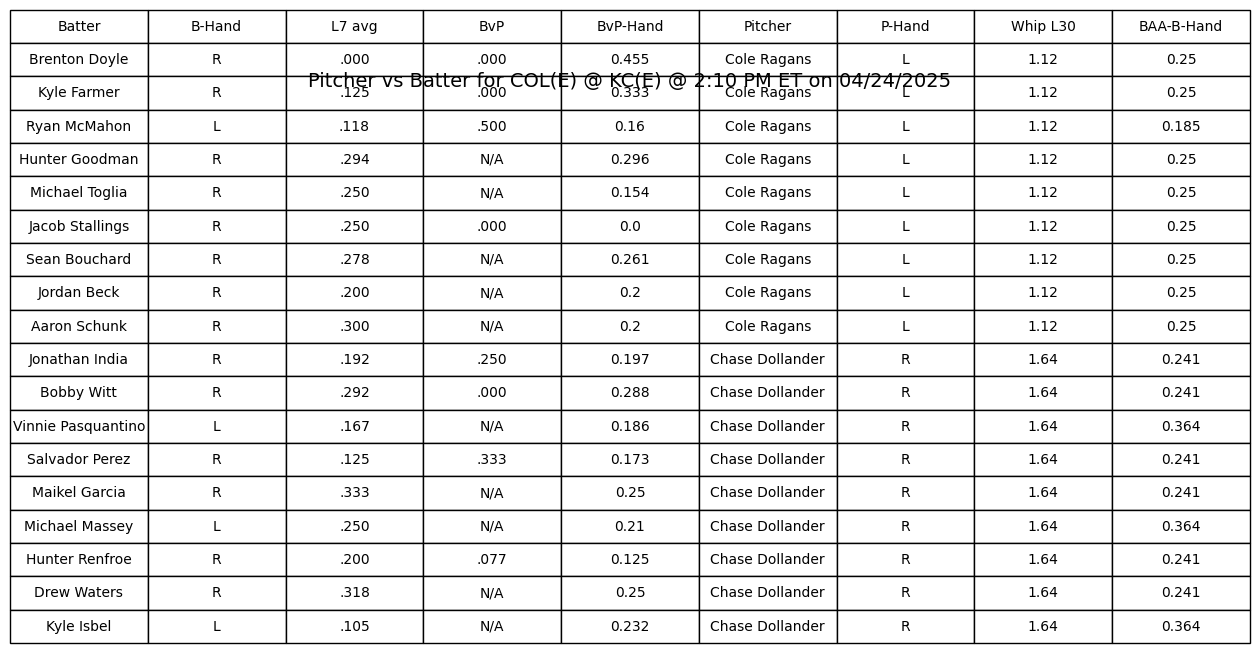 Batter B-Hand L7 avg BvP BvP-Hand Pitcher P-Hand Whip L30 BAA-B-Hand
Brenton Doyle R .000 .000 0.455 Cole Ragans L 1.12 0.25
Pitcher vs Batter for COL(E) @ KC(E) @ 2:10 PM ET on 04/24/2025
Kyle Farmer R .125 .000 0.333 Cole Ragans L 1.12 0.25
Ryan McMahon L .118 .500 0.16 Cole Ragans L 1.12 0.185
Hunter Goodman R .294 N/A 0.296 Cole Ragans L 1.12 0.25
Michael Toglia R .250 N/A 0.154 Cole Ragans L 1.12 0.25
Jacob Stallings R .250 .000 0.0 Cole Ragans L 1.12 0.25
Sean Bouchard R .278 N/A 0.261 Cole Ragans L 1.12 0.25
Jordan Beck R .200 N/A 0.2 Cole Ragans L 1.12 0.25
Aaron Schunk R .300 N/A 0.2 Cole Ragans L 1.12 0.25
Jonathan India R .192 .250 0.197 Chase Dollander R 1.64 0.241
Bobby Witt R .292 .000 0.288 Chase Dollander R 1.64 0.241
Vinnie Pasquantino L .167 N/A 0.186 Chase Dollander R 1.64 0.364
Salvador Perez R .125 .333 0.173 Chase Dollander R 1.64 0.241
Maikel Garcia R .333 N/A 0.25 Chase Dollander R 1.64 0.241
Michael Massey L .250 N/A 0.21 Chase Dollander R 1.64 0.364
Hunter Renfroe R .200 .077 0.125 Chase Dollander R 1.64 0.241
Drew Waters R .318 N/A 0.25 Chase Dollander R 1.64 0.241
Kyle Isbel L .105 N/A 0.232 Chase Dollander R 1.64 0.364